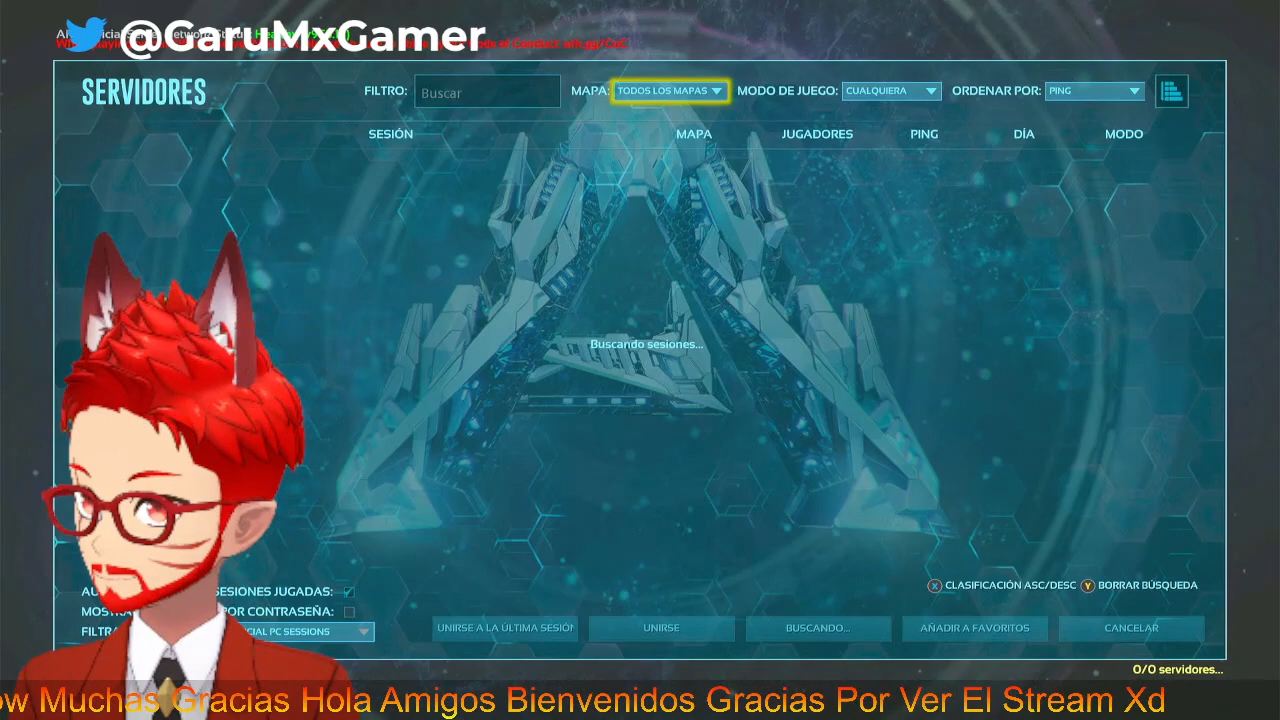 @GaruMxGamer
SERVIDORES
FILTRO: Buscar MAPA: TODOS LOS MAPAS MODO DE JUEGO: CUALQUIERA ORDENAR POR: PING
SESIÓN MAPA JUGADORES PING DÍA MODO
Buscando sesiones...
SESIONES JUGADAS:
X CLASIFICACIÓN ASC/DESC Y BORRAR BÚSQUEDA
POR CONTRASEÑA:
PC SESSIONS
UNIRSE A LA ÚLTIMA SESIÓN UNIRSE BUSCANDO... AÑADIR A FAVORITOS CANCELAR
0/0 servidores...
Muchas Gracias Hola Amigos Bienvenidos Gracias Por Ver El Stream Xd